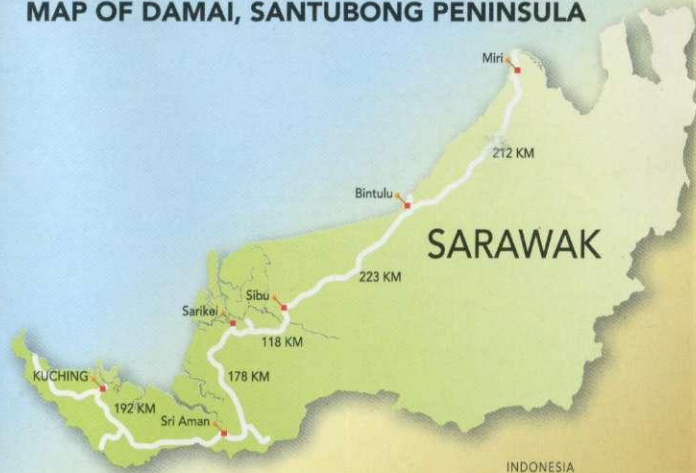 MAP OF DAMAI, SANTUBONG PENINSULA
Miri
212 KM
Bintulu
SARAWAK
223 KM
Sibu
Sarikei
118 KM
KUCHING
178 KM
192 KM
Sri Aman
INDONESIA